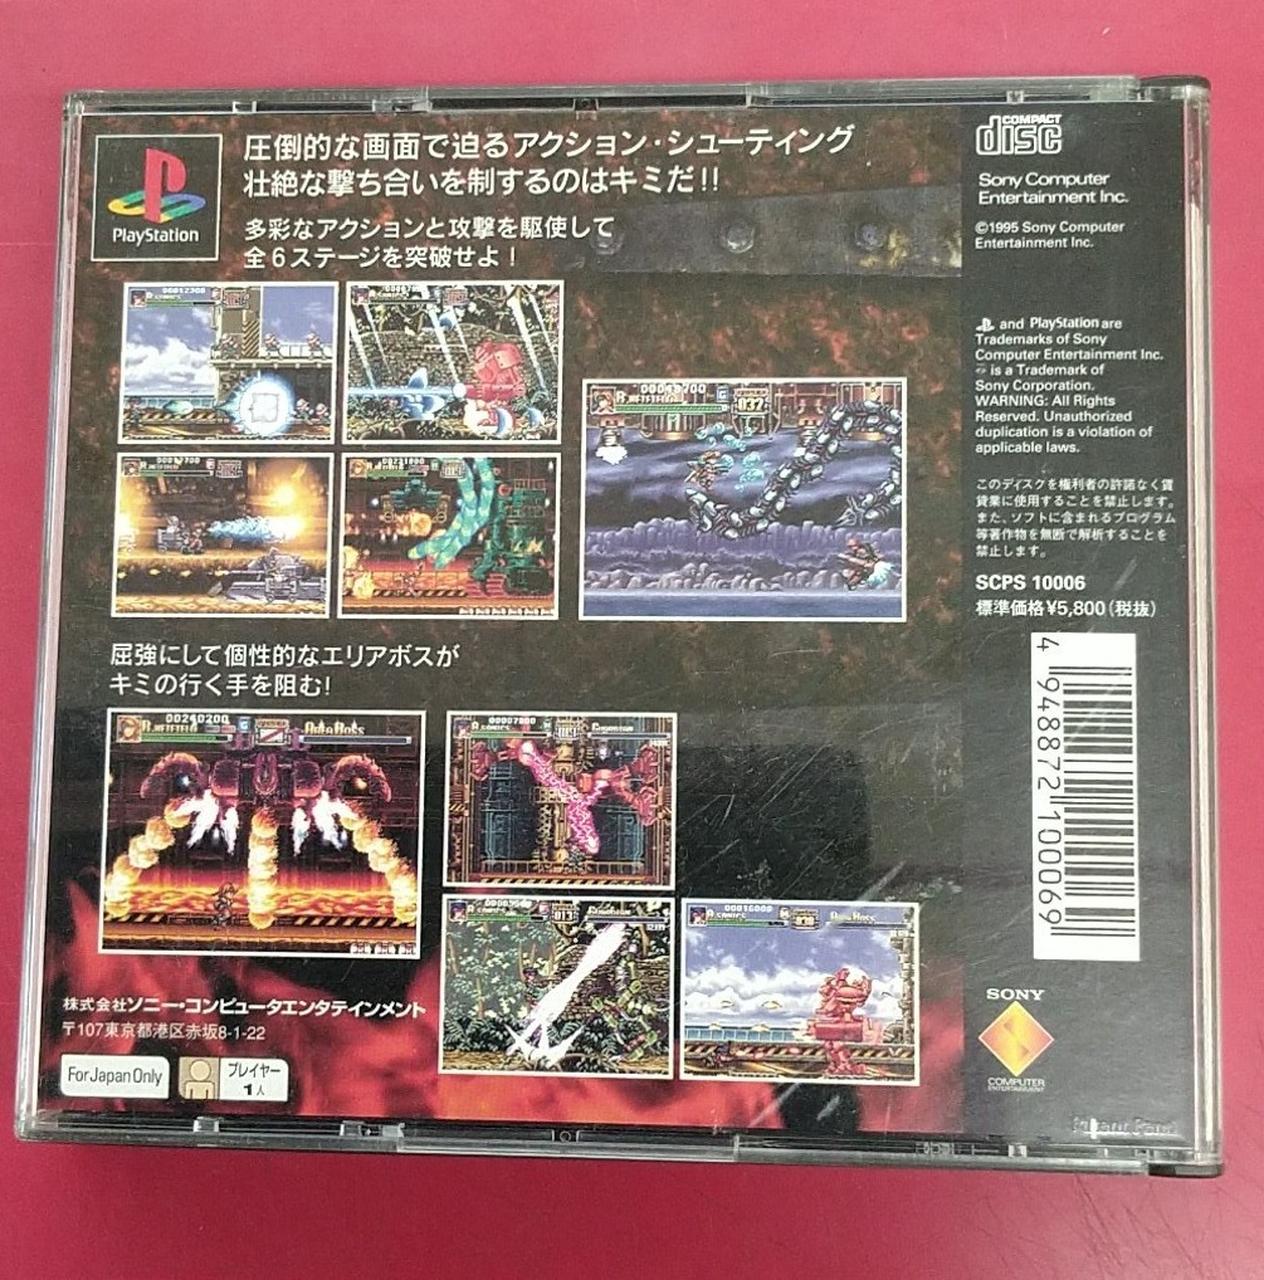 PlayStation
圧倒的な画面で迫るアクション・シューティング
壮絶な撃ち合いを制するのはキミだ!!
多彩なアクションと攻撃を駆使して
全6ステージを突破せよ!
屈強にして個性的なエリアボスが
キミの行く手を阻む!
株式会社ソニー・コンピュータエンタテインメント
〒107東京都港区赤坂8-1-22
For Japan Only
プレイヤー
1人
COMPACT
disc
Sony Computer
Entertainment Inc.
©1995 Sony Computer
Entertainment Inc.
and PlayStation are
Trademarks of Sony
Computer Entertainment Inc.
is a Trademark of
Sony Corporation.
WARNING: All Rights
Reserved. Unauthorized
duplication is a violation of
applicable laws.
このディスクを権利者の許諾なく賃
貸業に使用することを禁止します。
また、ソフトに含まれるプログラム
等著作物を無断で解析することを
禁止します。
SCPS 10006
標準価格¥5,800(税抜)
4 948872 100069
SONY
COMPUTER
ENTERTAINMENT